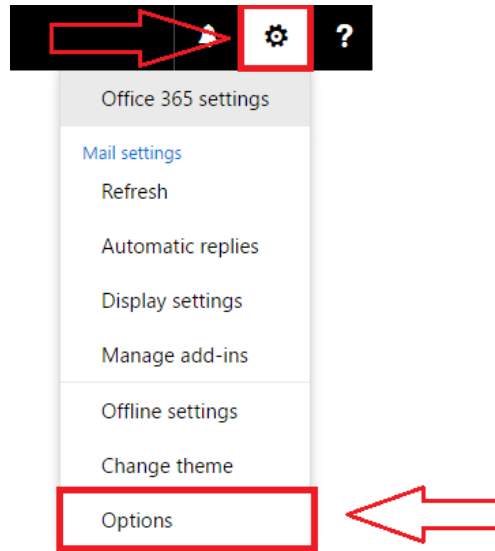 ?
Office 365 settings
Mail settings
Refresh
Automatic replies
Display settings
Manage add-ins
Offline settings
Change theme
Options